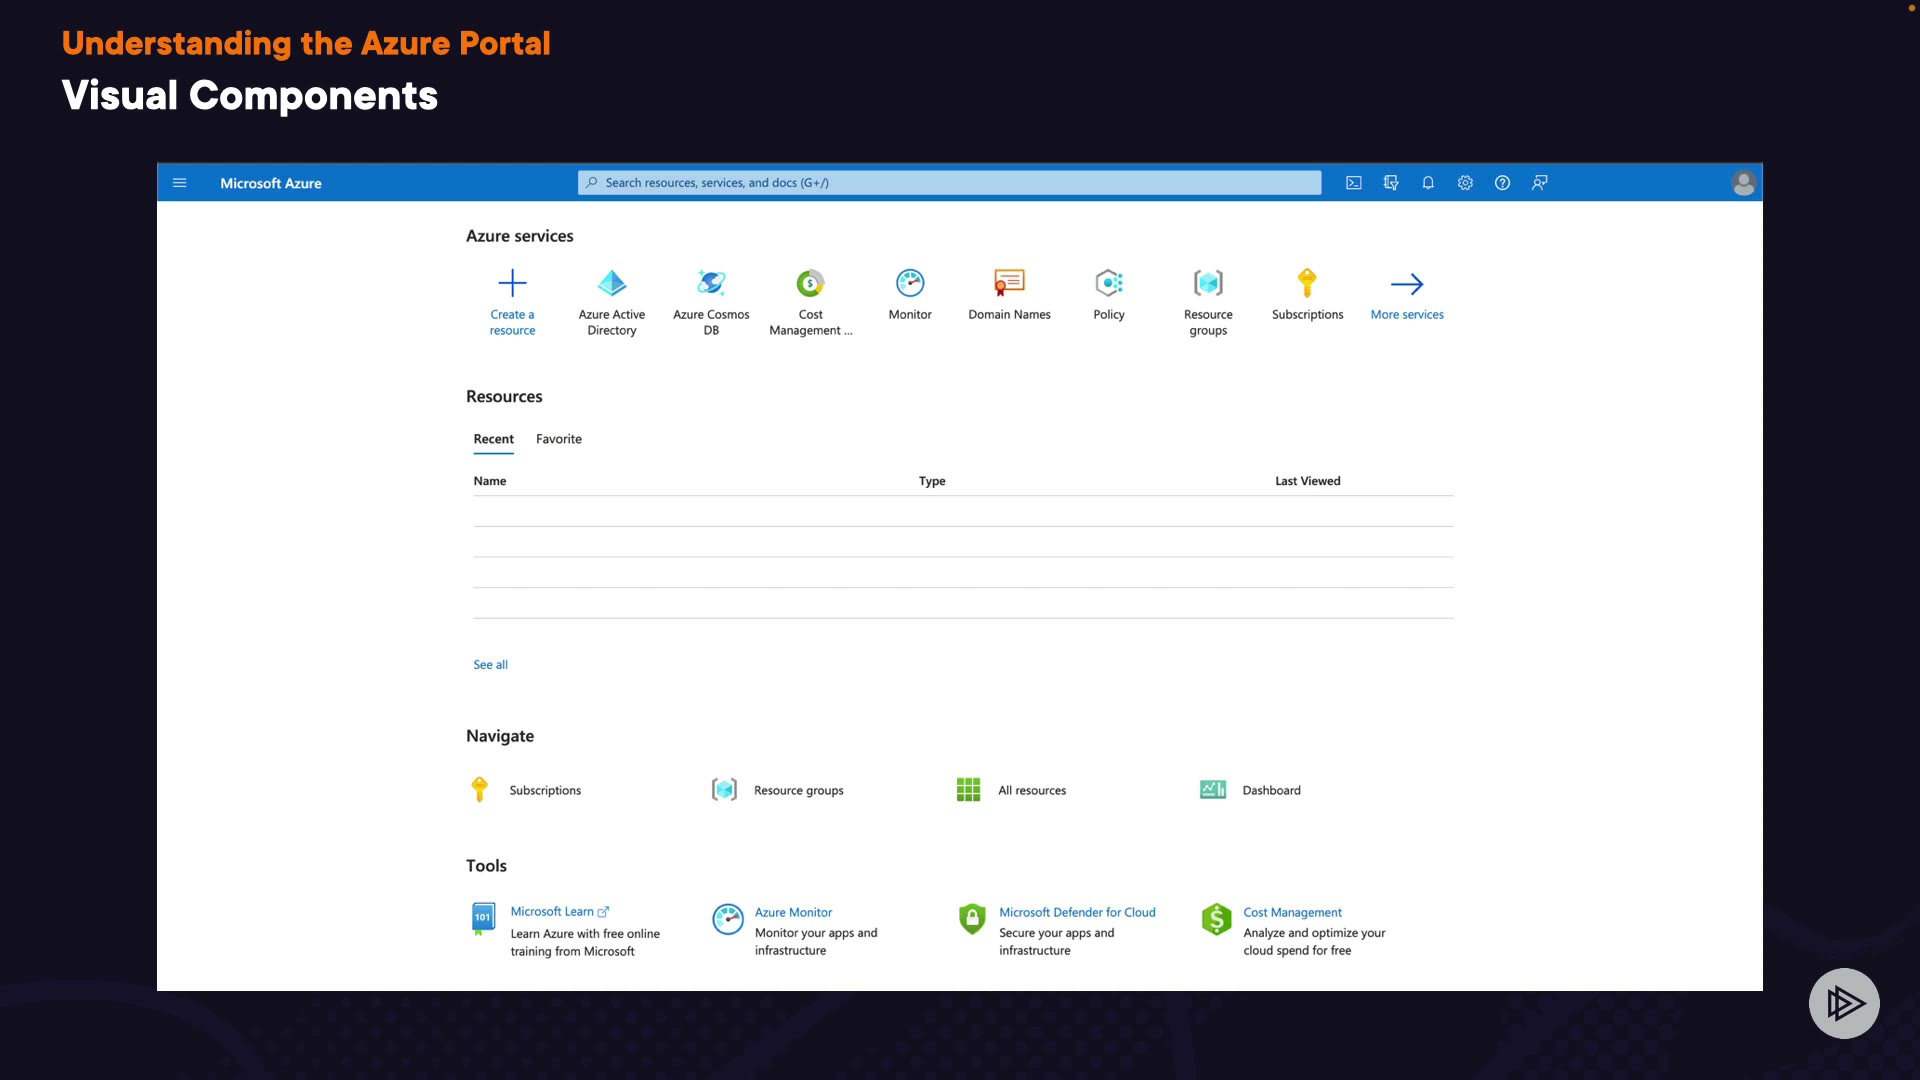 Understanding the Azure Portal
Visual Components
Microsoft Azure
Search resources, services, and docs (G+/)
Azure services
Create a
resource
Azure Active
Directory
Azure Cosmos
DB
Cost
Management ...
Monitor
Domain Names
Policy
Resource
groups
Subscriptions
More services
Resources
Recent Favorite
Name Type Last Viewed
See all
Navigate
Subscriptions
Resource groups
All resources
Dashboard
Tools
101
Microsoft Learn
Learn Azure with free online
training from Microsoft
Azure Monitor
Monitor your apps and
infrastructure
Microsoft Defender for Cloud
Secure your apps and
infrastructure
Cost Management
Analyze and optimize your
cloud spend for free